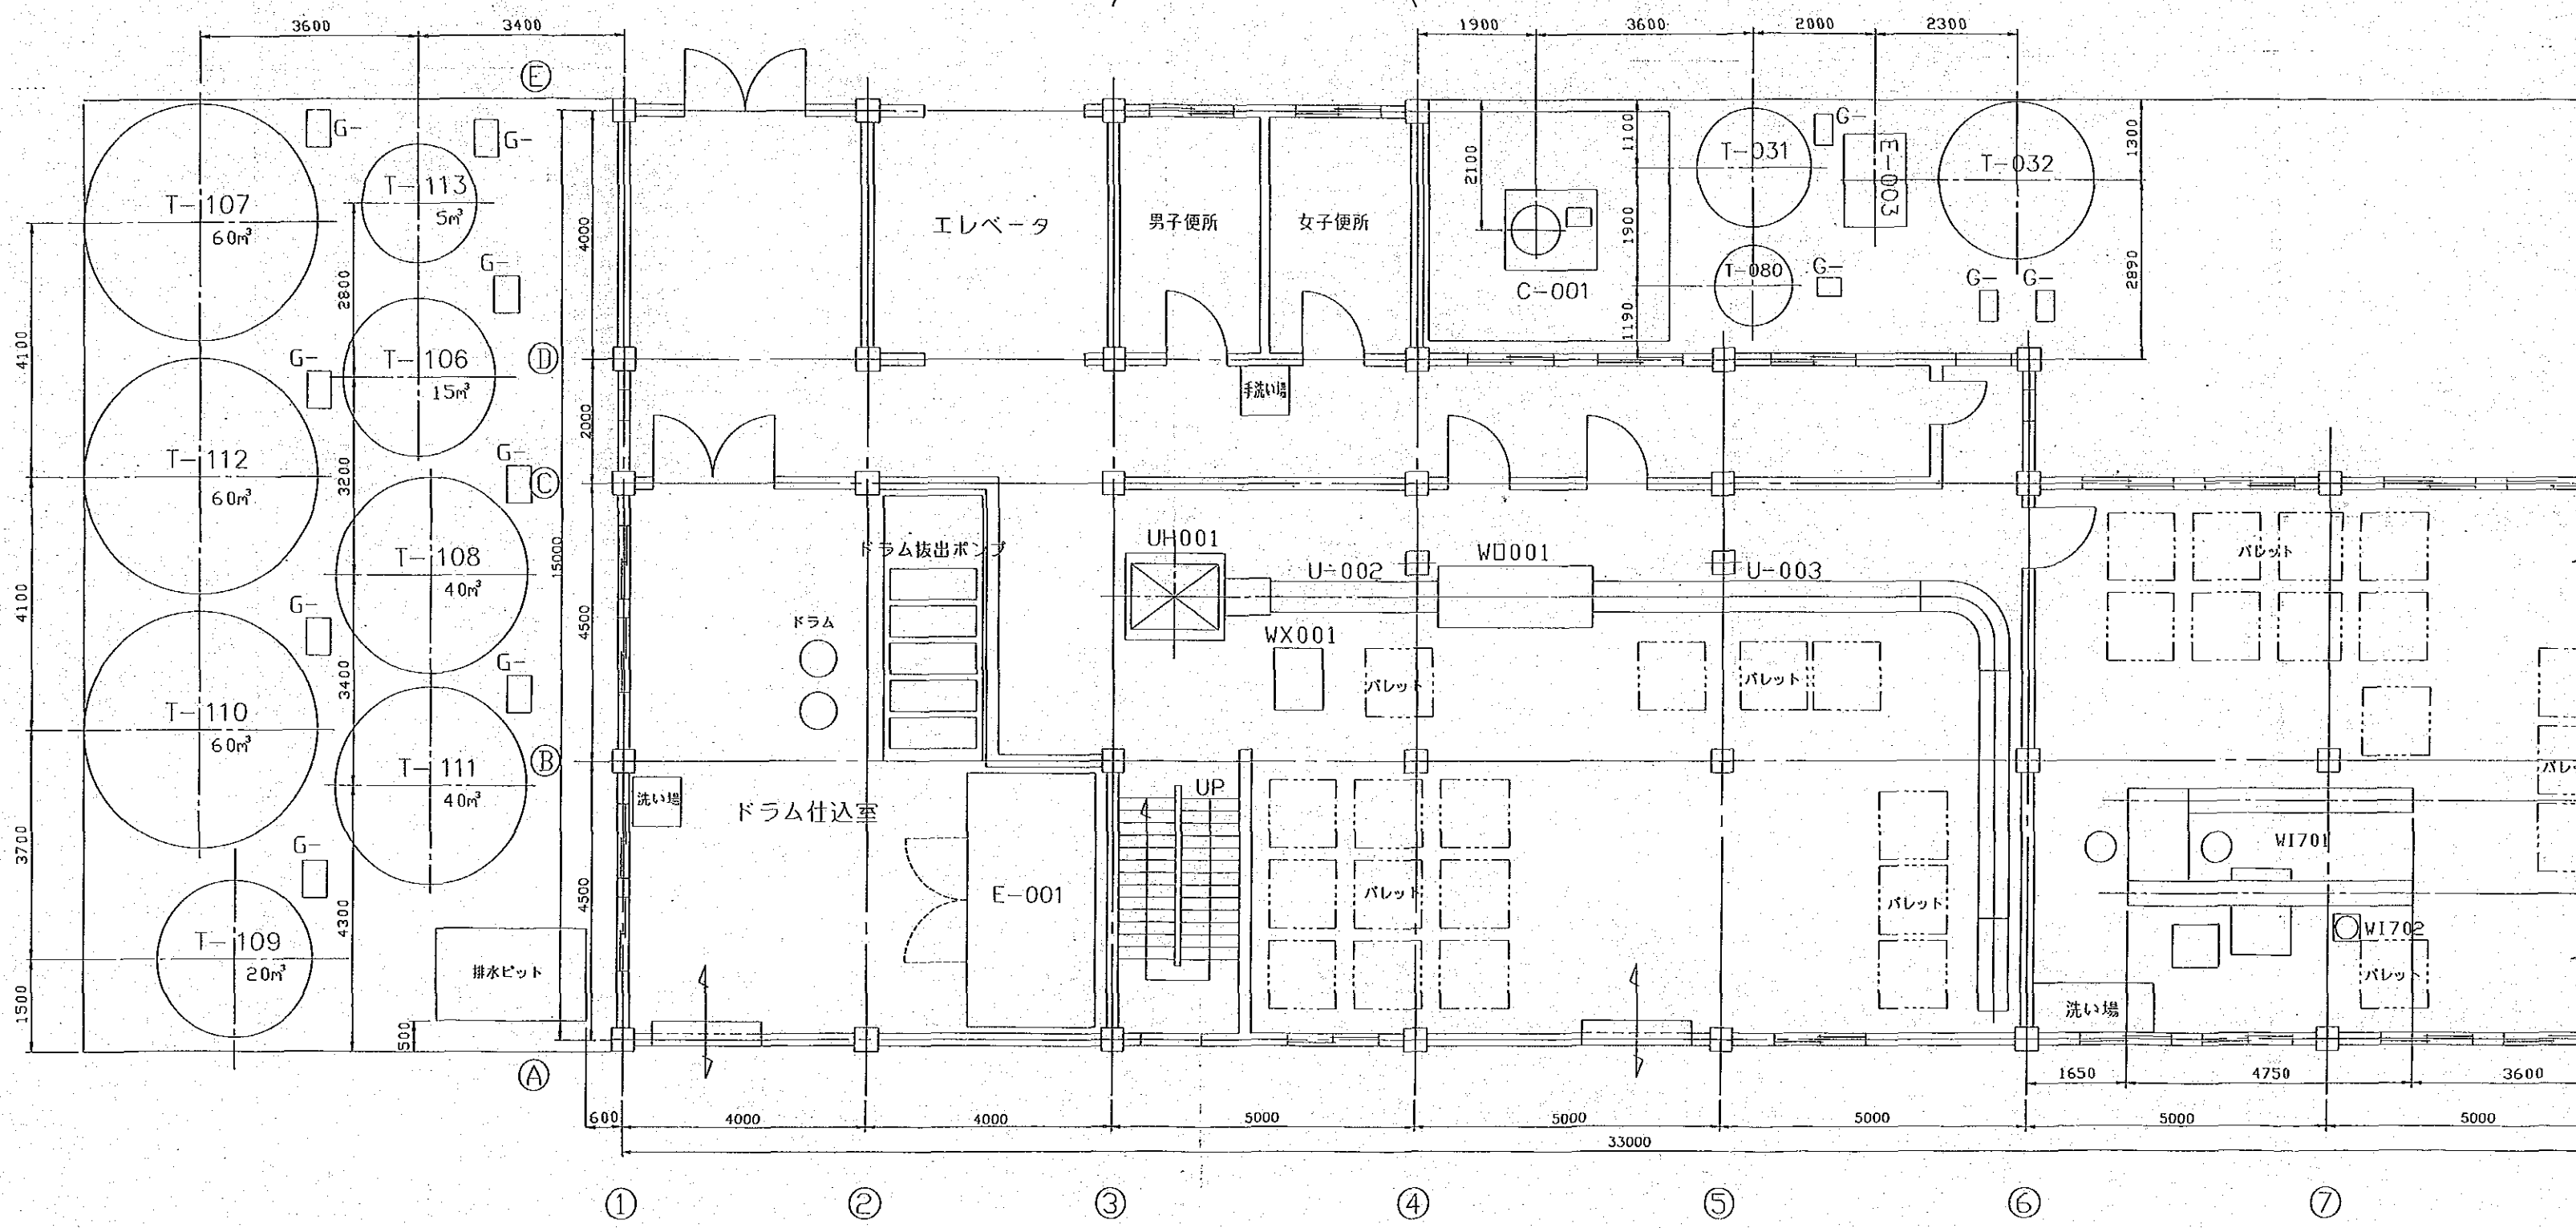 3600
3400
1900
3600
2000
2300
Ⓔ
G-
G-
G-
T-107
60m³
T-113
5m³
4000
エレベータ
男子便所
女子便所
2100
C-001
1100
1900
1190
T-031
T-080
G-
E-003
T-032
1300
2890
G-
G-
G-
2800
4100
G-
T-106
15m³
Ⓓ
2000
手洗い場
T-112
60m³
3200
G-
Ⓒ
T-108
40m³
15000
4500
ドラム抜出ポンプ
ドラム
UH001
U-002
WO001
U-003
WX001
パレット
パレット
パレット
4100
G-
G-
3400
T-110
60m³
Ⓑ
T-111
40m³
洗い場
ドラム仕込室
UP
WI701
3700
G-
4300
4500
E-001
パレット
パレット
T-109
20m³
排水ピット
WI702
パレット
洗い場
1500
500
Ⓐ
1650
4750
3600
600
4000
4000
5000
5000
5000
5000
5000
33000
①
②
③
④
⑤
⑥
⑦